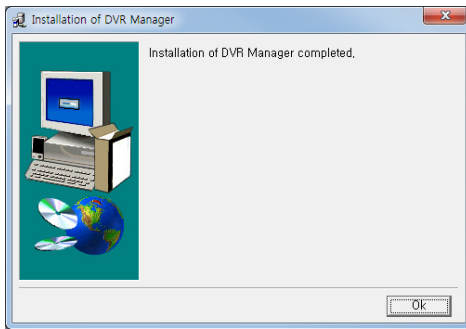 Installation of DVR Manager
Installation of DVR Manager completed,
Ok